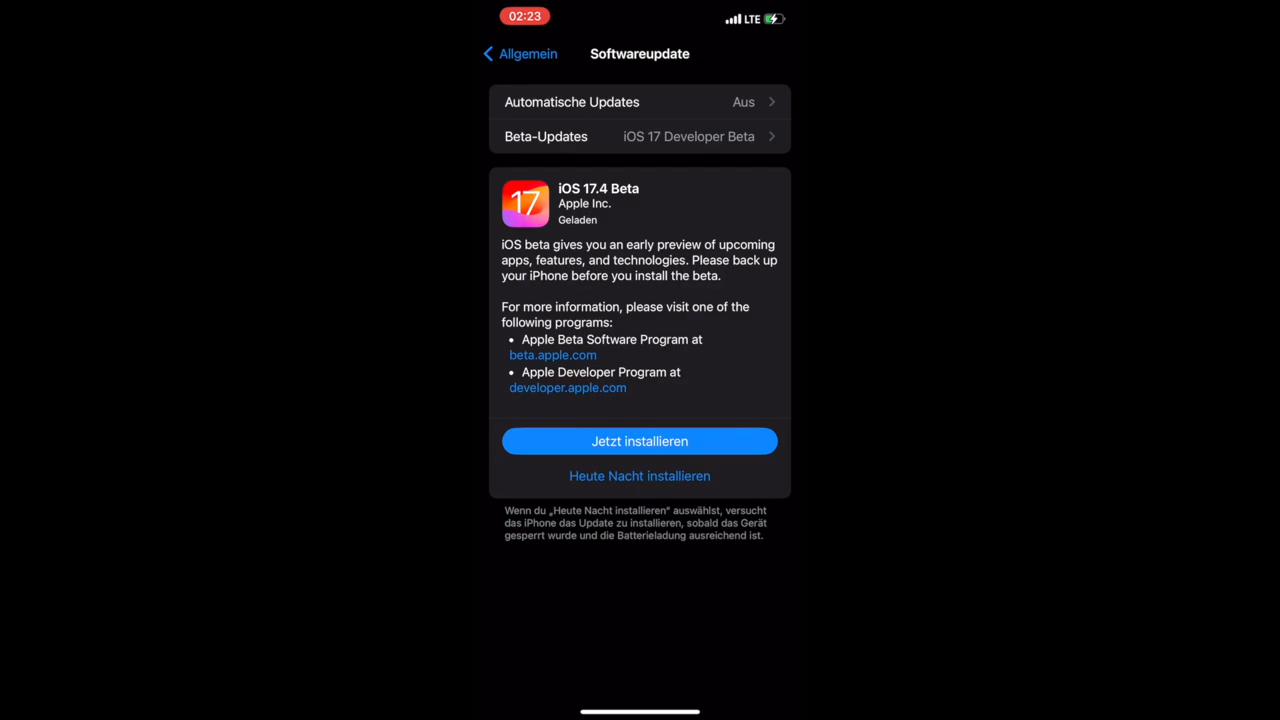 02:23
LTE
Allgemein
Softwareupdate
Automatische Updates Aus
Beta-Updates iOS 17 Developer Beta
17
iOS 17.4 Beta
Apple Inc.
Geladen
iOS beta gives you an early preview of upcoming
apps, features, and technologies. Please back up
your iPhone before you install the beta.
For more information, please visit one of the
following programs:
• Apple Beta Software Program at
beta.apple.com
• Apple Developer Program at
developer.apple.com
Jetzt installieren
Heute Nacht installieren
Wenn du „Heute Nacht installieren“ auswählst, versucht
das iPhone das Update zu installieren, sobald das Gerät
gesperrt wurde und die Batterieladung ausreichend ist.